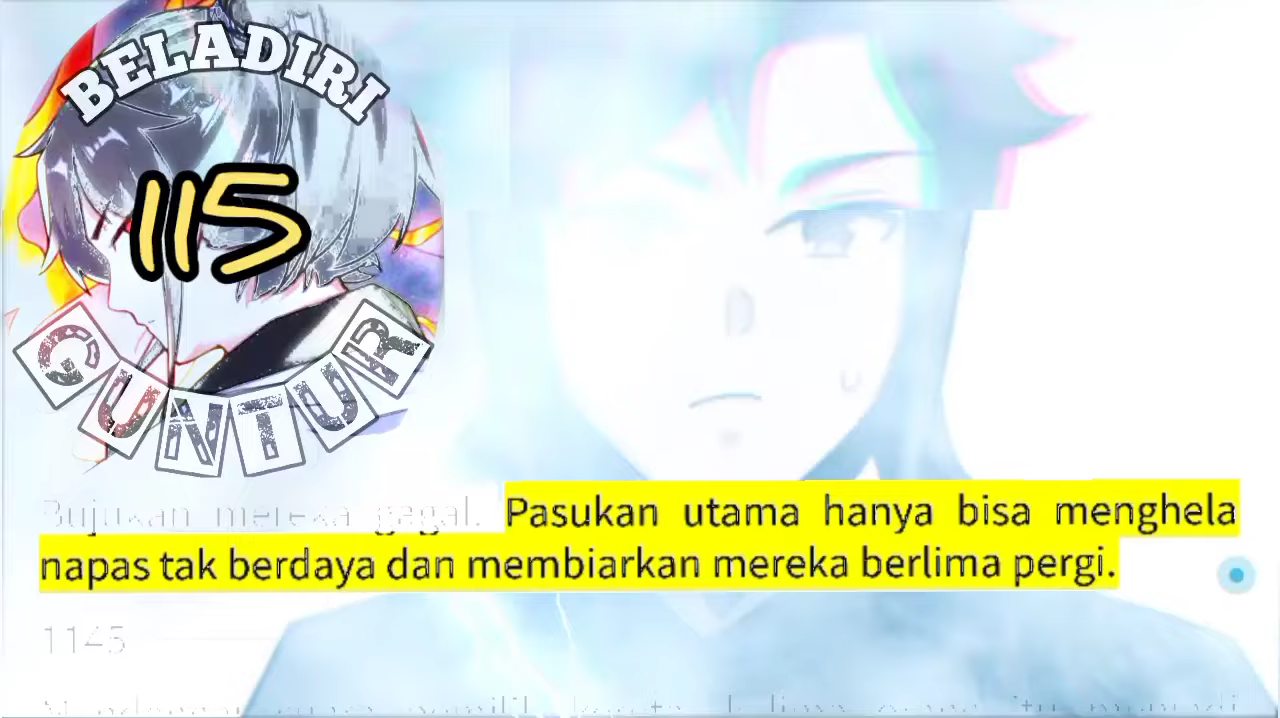 BELADIRI
115
GUNTUR
Bujukan mereka gagal. Pasukan utama hanya bisa menghela
napas tak berdaya dan membiarkan mereka berlima pergi.
1145